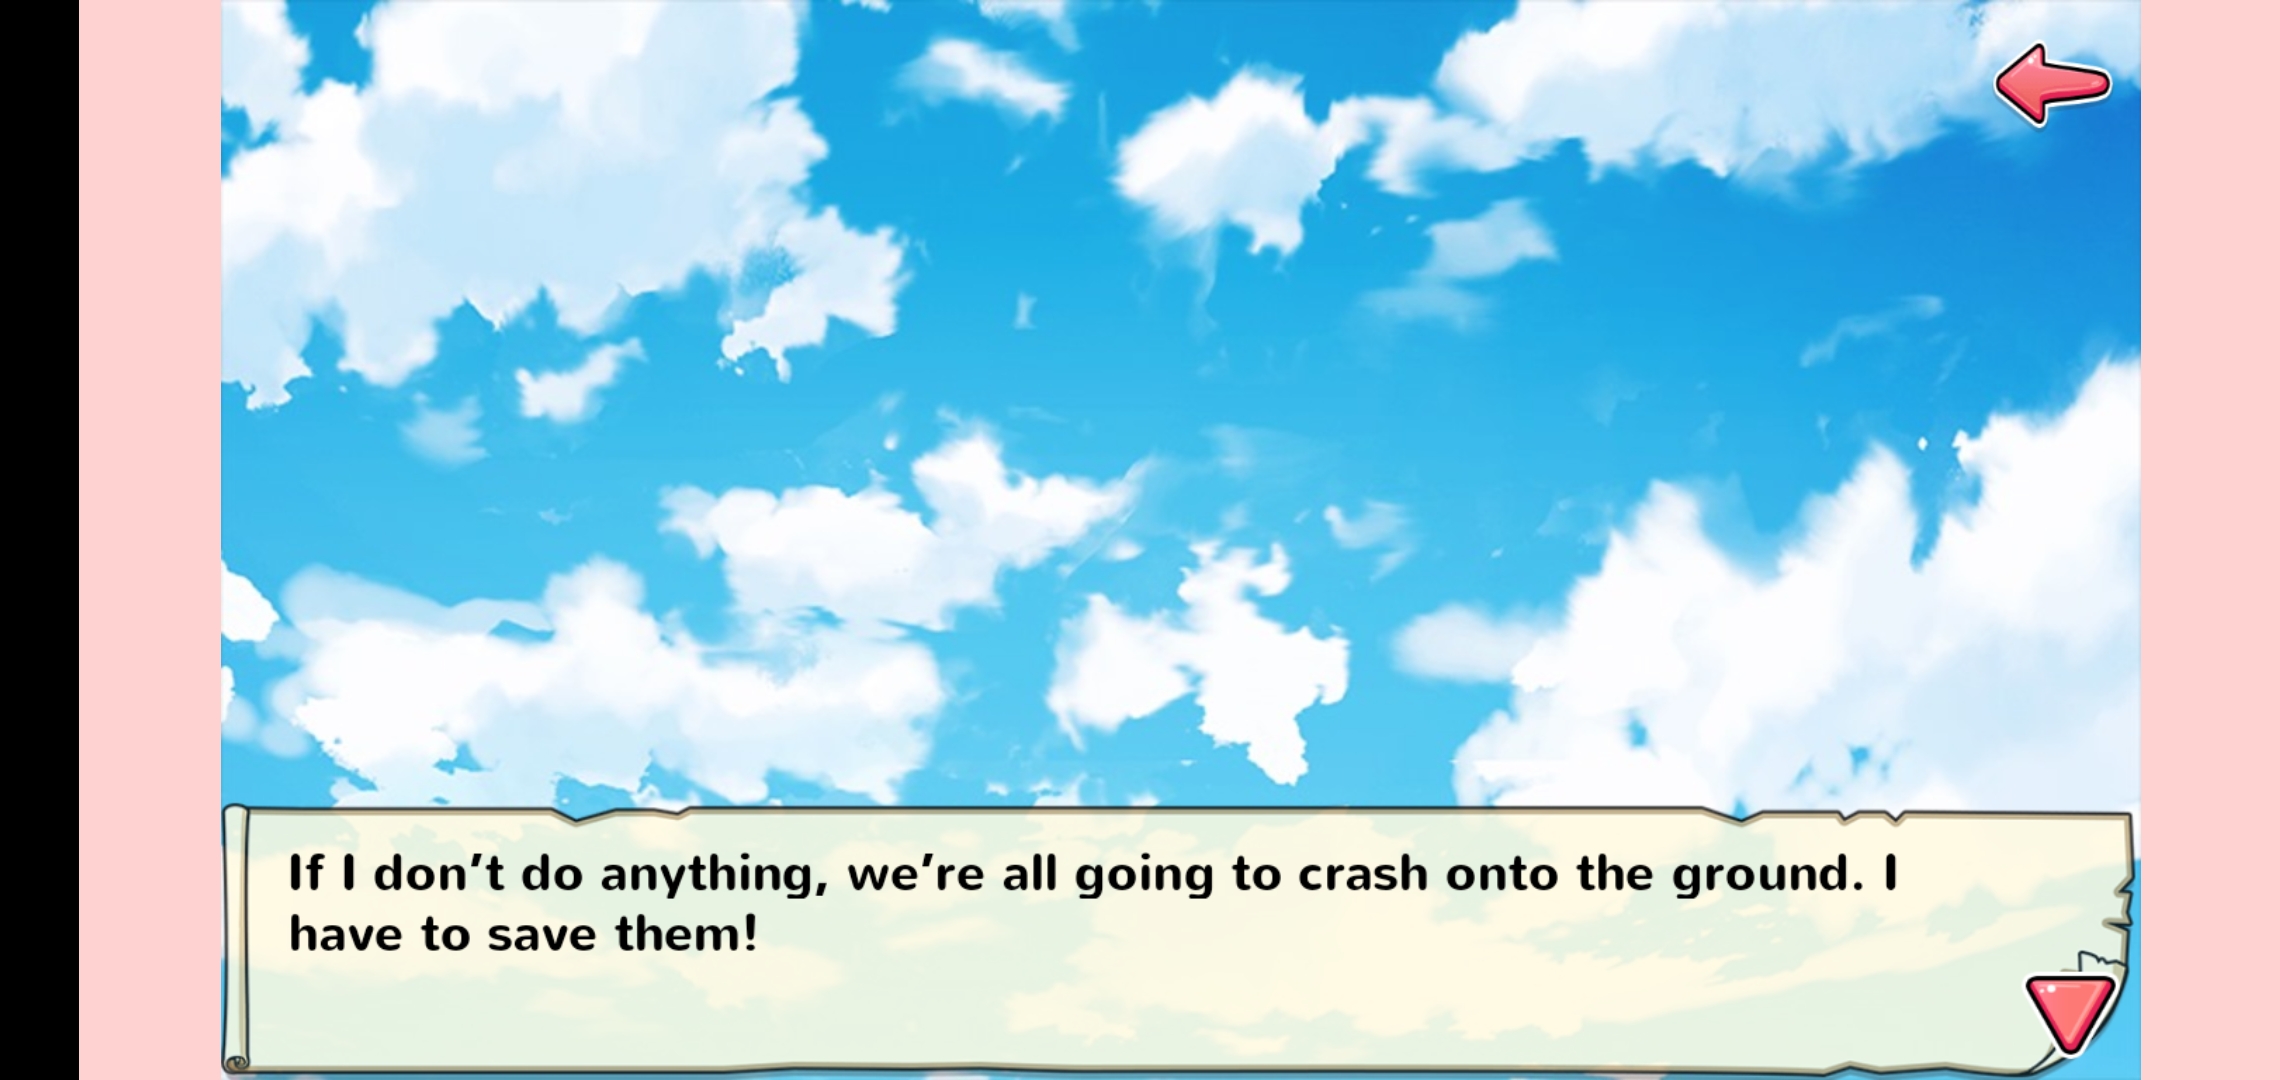 If I don’t do anything, we’re all going to crash onto the ground. I
have to save them!